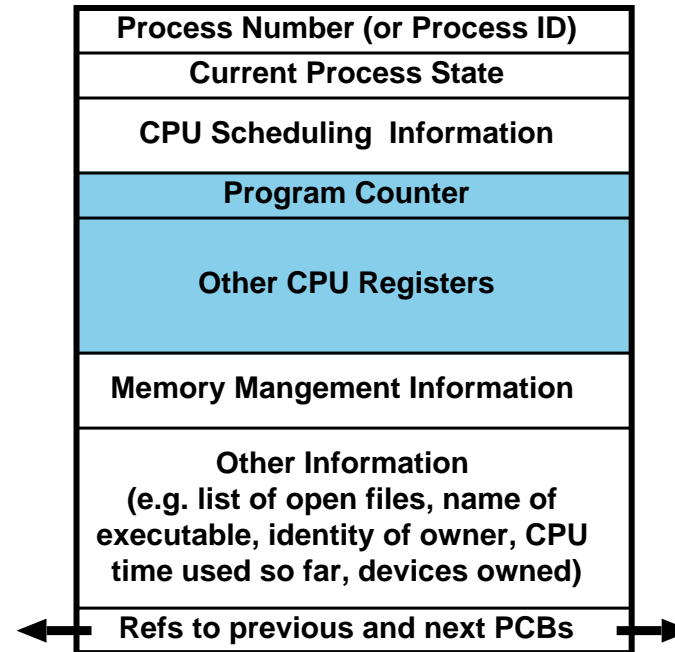 Process Number (or Process ID)
Current Process State
CPU Scheduling Information
Program Counter
Other CPU Registers
Memory Mangement Information
Other Information
(e.g. list of open files, name of
executable, identity of owner, CPU
time used so far, devices owned)
Refs to previous and next PCBs